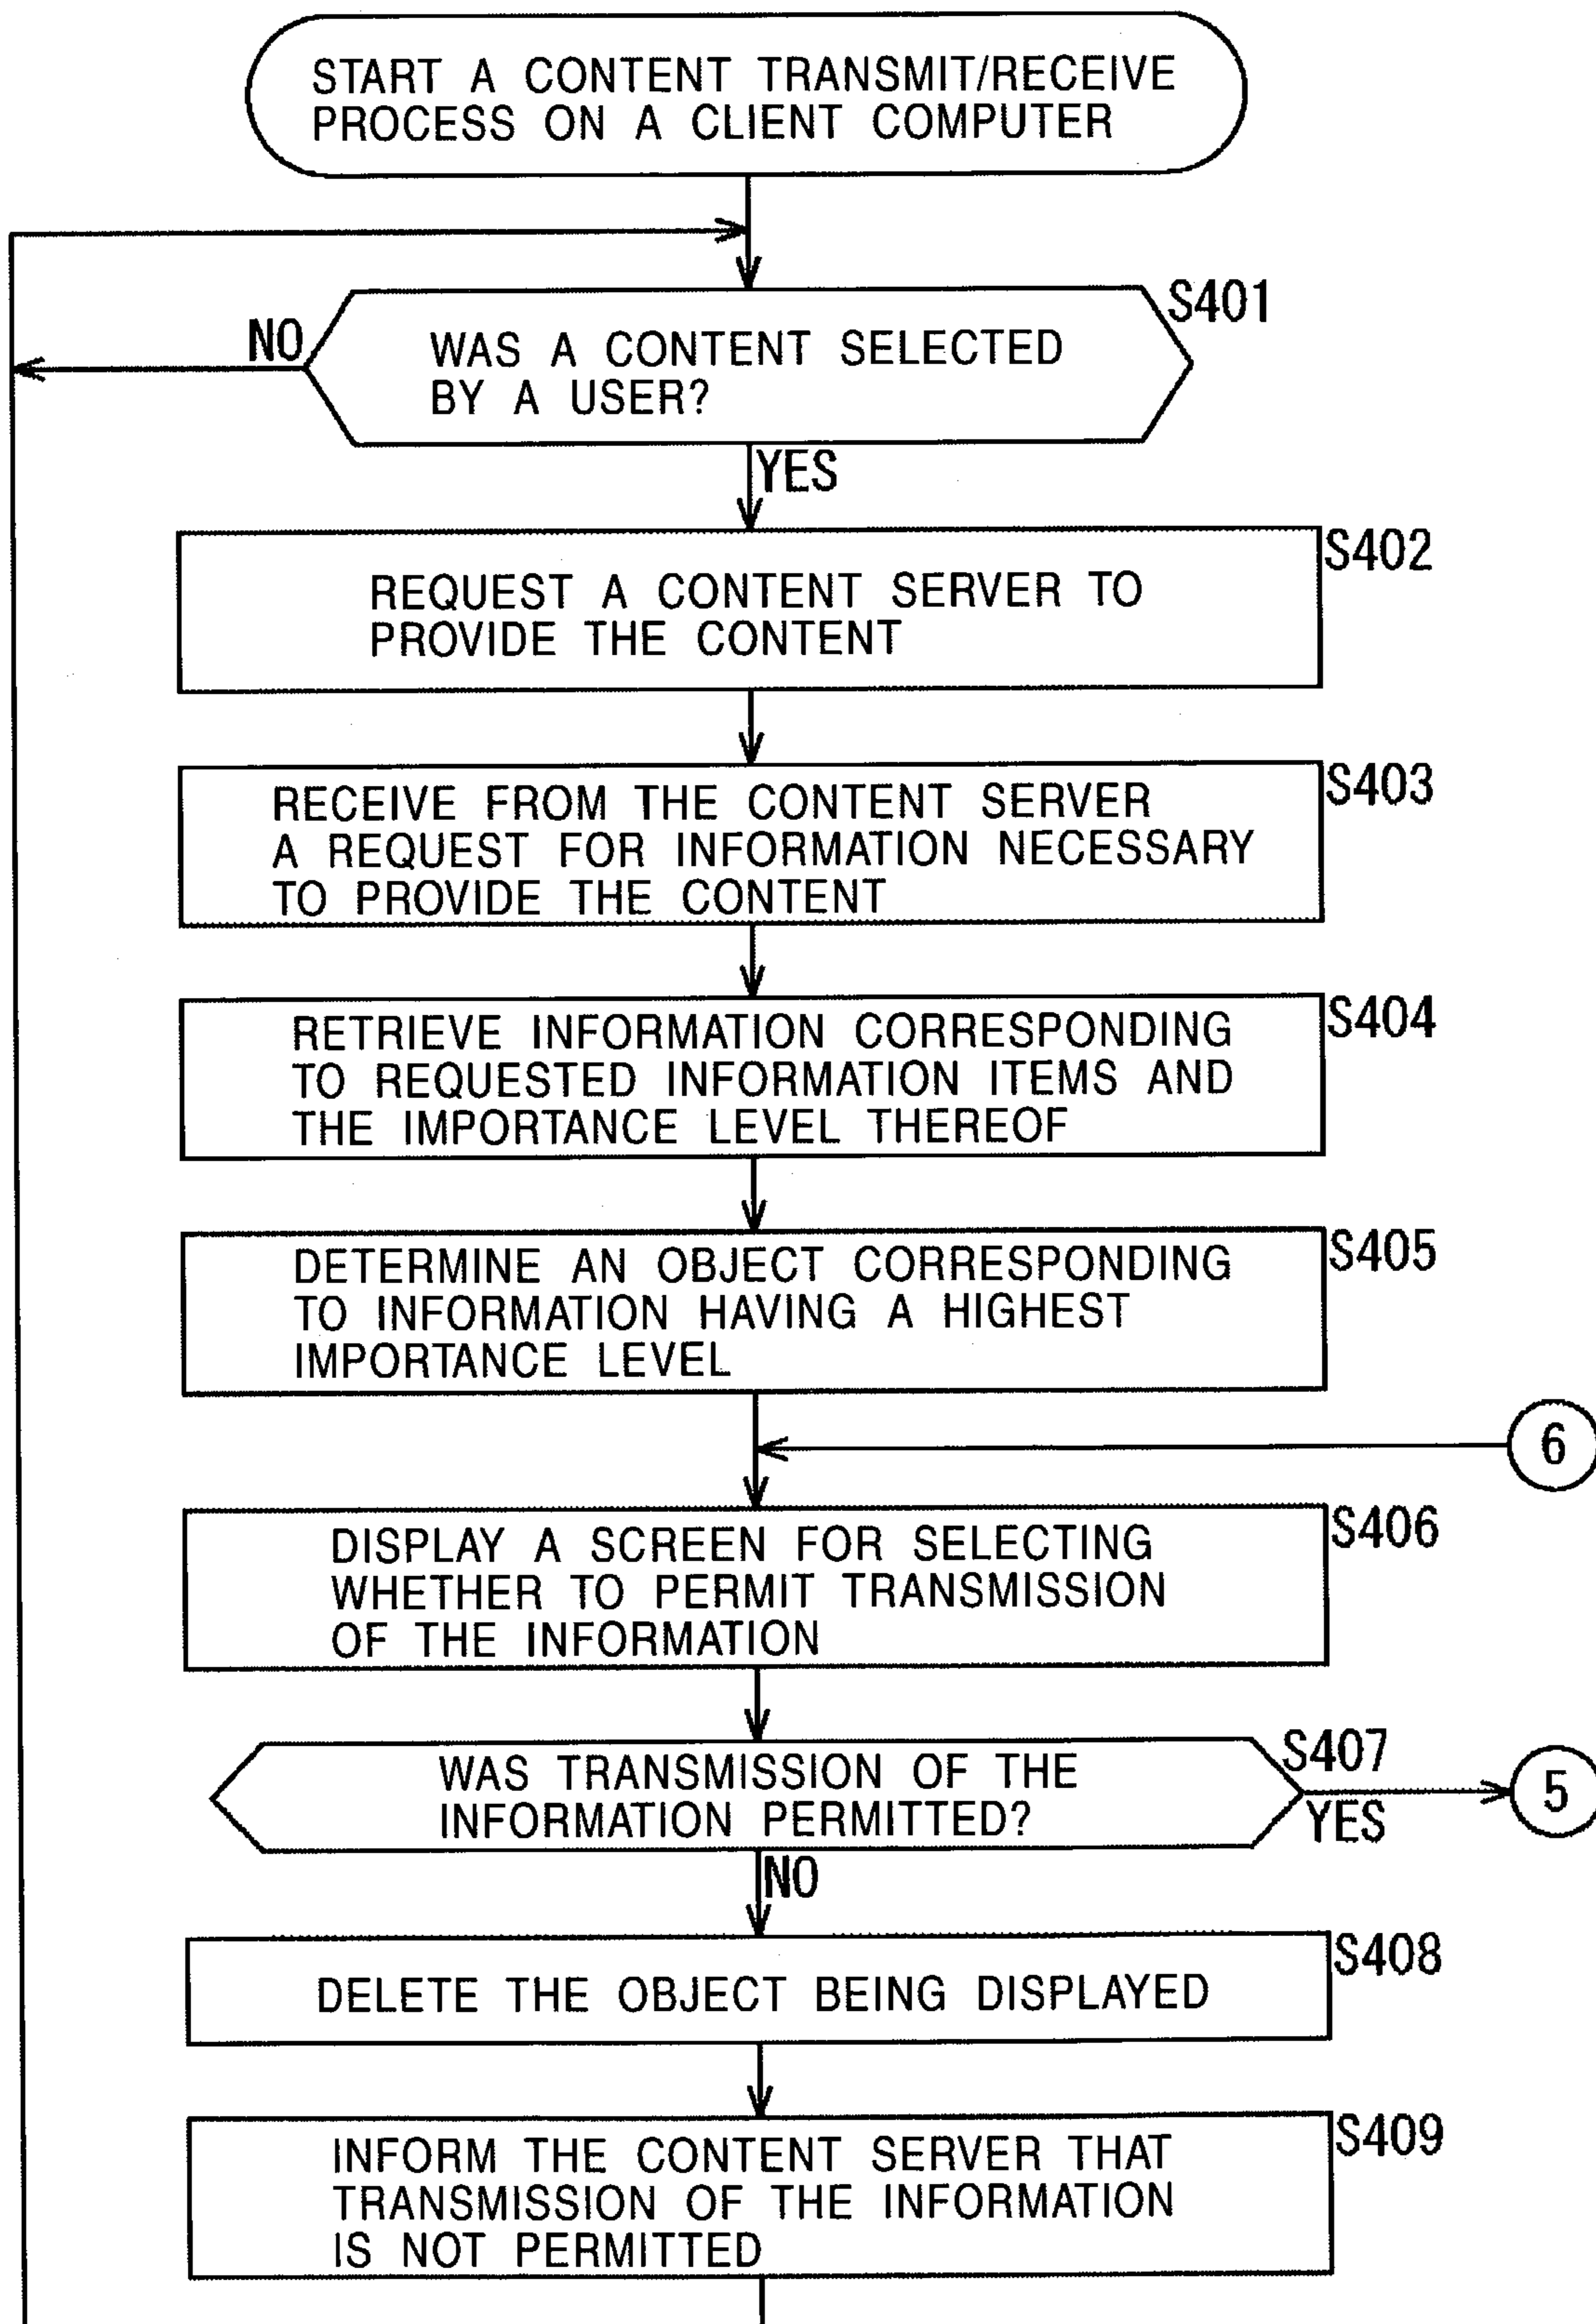 START A CONTENT TRANSMIT/RECEIVE
PROCESS ON A CLIENT COMPUTER
S401
NO
WAS A CONTENT SELECTED
BY A USER?
YES
S402
REQUEST A CONTENT SERVER TO
PROVIDE THE CONTENT
S403
RECEIVE FROM THE CONTENT SERVER
A REQUEST FOR INFORMATION NECESSARY
TO PROVIDE THE CONTENT
S404
RETRIEVE INFORMATION CORRESPONDING
TO REQUESTED INFORMATION ITEMS AND
THE IMPORTANCE LEVEL THEREOF
S405
DETERMINE AN OBJECT CORRESPONDING
TO INFORMATION HAVING A HIGHEST
IMPORTANCE LEVEL
6
S406
DISPLAY A SCREEN FOR SELECTING
WHETHER TO PERMIT TRANSMISSION
OF THE INFORMATION
S407
WAS TRANSMISSION OF THE
INFORMATION PERMITTED?
YES
5
NO
S408
DELETE THE OBJECT BEING DISPLAYED
S409
INFORM THE CONTENT SERVER THAT
TRANSMISSION OF THE INFORMATION
IS NOT PERMITTED